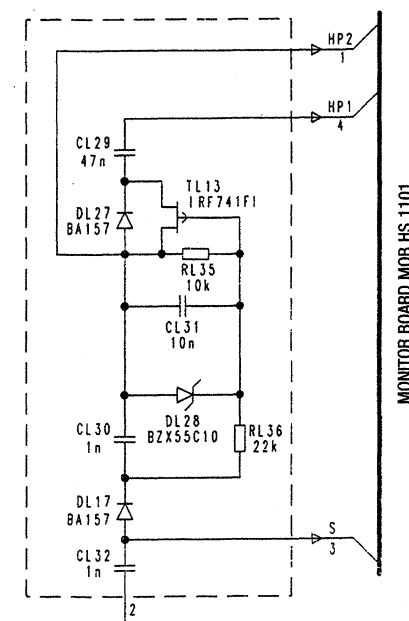 HP2
1
HP1
4
CL29
47n
TL13
IRF741FI
DL27
BA157
RL35
10k
CL31
10n
DL28
BZX55C10
CL30
1n
RL36
22k
DL17
BA157
S
3
CL32
1n
2
MONITOR BOARD MOB HS 1101